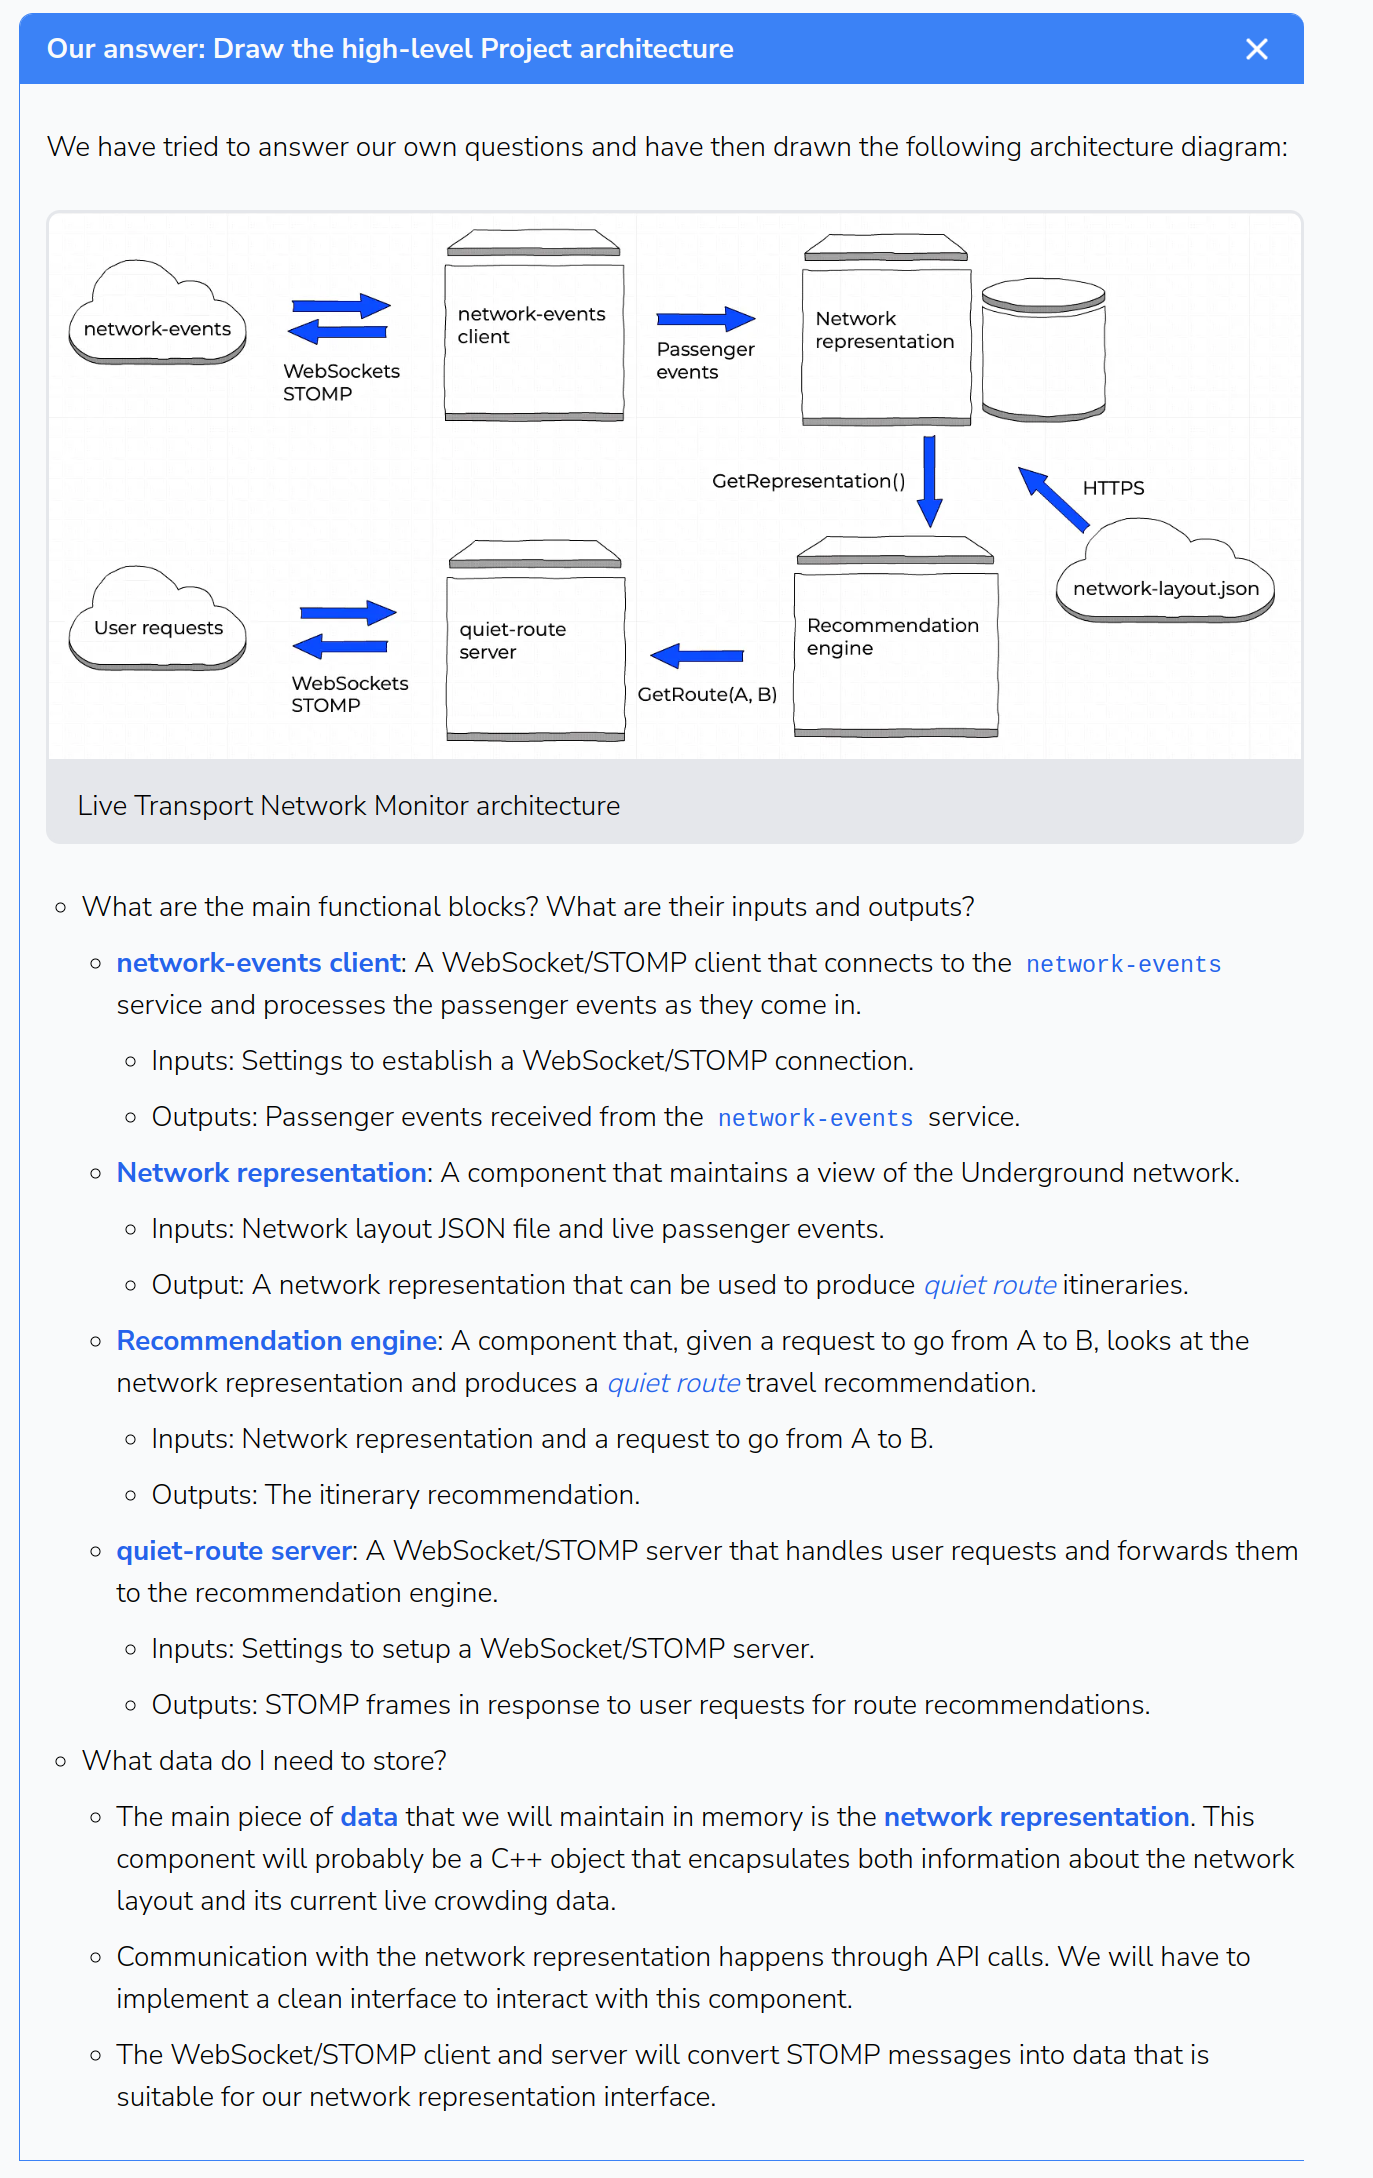 Our answer: Draw the high-level Project architecture
We have tried to answer our own questions and have then drawn the following architecture diagram:
network-events
WebSockets
STOMP
network-events
client
Passenger
events
Network
representation
GetRepresentation()
HTTPS
network-layout.json
User requests
WebSockets
STOMP
quiet-route
server
GetRoute(A, B)
Recommendation
engine
Live Transport Network Monitor architecture
What are the main functional blocks? What are their inputs and outputs?
network-events client: A WebSocket/STOMP client that connects to the network-events
service and processes the passenger events as they come in.
Inputs: Settings to establish a WebSocket/STOMP connection.
Outputs: Passenger events received from the network-events service.
Network representation: A component that maintains a view of the Underground network.
Inputs: Network layout JSON file and live passenger events.
Output: A network representation that can be used to produce quiet route itineraries.
Recommendation engine: A component that, given a request to go from A to B, looks at the
network representation and produces a quiet route travel recommendation.
Inputs: Network representation and a request to go from A to B.
Outputs: The itinerary recommendation.
quiet-route server: A WebSocket/STOMP server that handles user requests and forwards them
to the recommendation engine.
Inputs: Settings to setup a WebSocket/STOMP server.
Outputs: STOMP frames in response to user requests for route recommendations.
What data do I need to store?
The main piece of data that we will maintain in memory is the network representation. This
component will probably be a C++ object that encapsulates both information about the network
layout and its current live crowding data.
Communication with the network representation happens through API calls. We will have to
implement a clean interface to interact with this component.
The WebSocket/STOMP client and server will convert STOMP messages into data that is
suitable for our network representation interface.